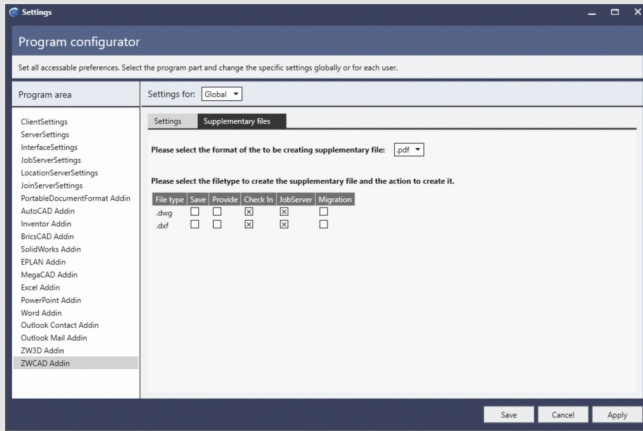 Settings
Program configurator
Set all accessable preferences. Select the program part and change the specific settings globally or for each user.
Program area
Settings for: Global
ClientSettings
ServerSettings
InterfaceSettings
JobServerSettings
LocationServerSettings
JoinServerSettings
PortableDocumentFormat Addin
AutoCAD Addin
Inventor Addin
BricsCAD Addin
SolidWorks Addin
EPLAN Addin
MegaCAD Addin
Excel Addin
PowerPoint Addin
Word Addin
Outlook Contact Addin
Outlook Mail Addin
ZW3D Addin
ZWCAD Addin
Settings Supplementary files
Please select the format of the to be creating supplementary file: .pdf
Please select the filetype to create the supplementary file and the action to create it.
File type Save Provide Check In JobServer Migration
.dwg
.dxf
Save Cancel Apply